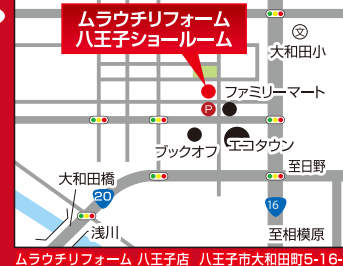 ムラウチリフォーム
八王子ショールーム
文
大和田小
ファミリーマート
P
ブックオフ
エコタウン
至日野
大和田橋
20
16
浅川
至相模原
ムラウチリフォーム 八王子店 八王子市大和田町5-16-